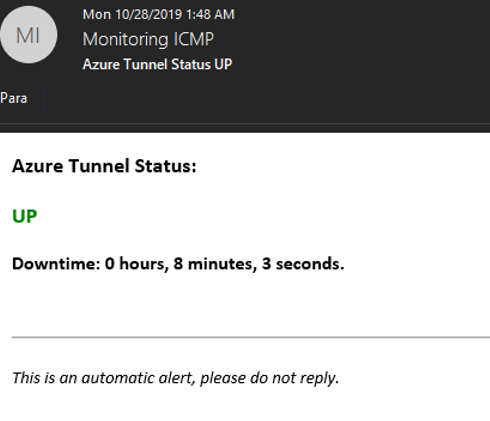 Mon 10/28/2019 1:48 AM
MI
Monitoring ICMP
Azure Tunnel Status UP
Para
Azure Tunnel Status:
UP
Downtime: 0 hours, 8 minutes, 3 seconds.
This is an automatic alert, please do not reply.